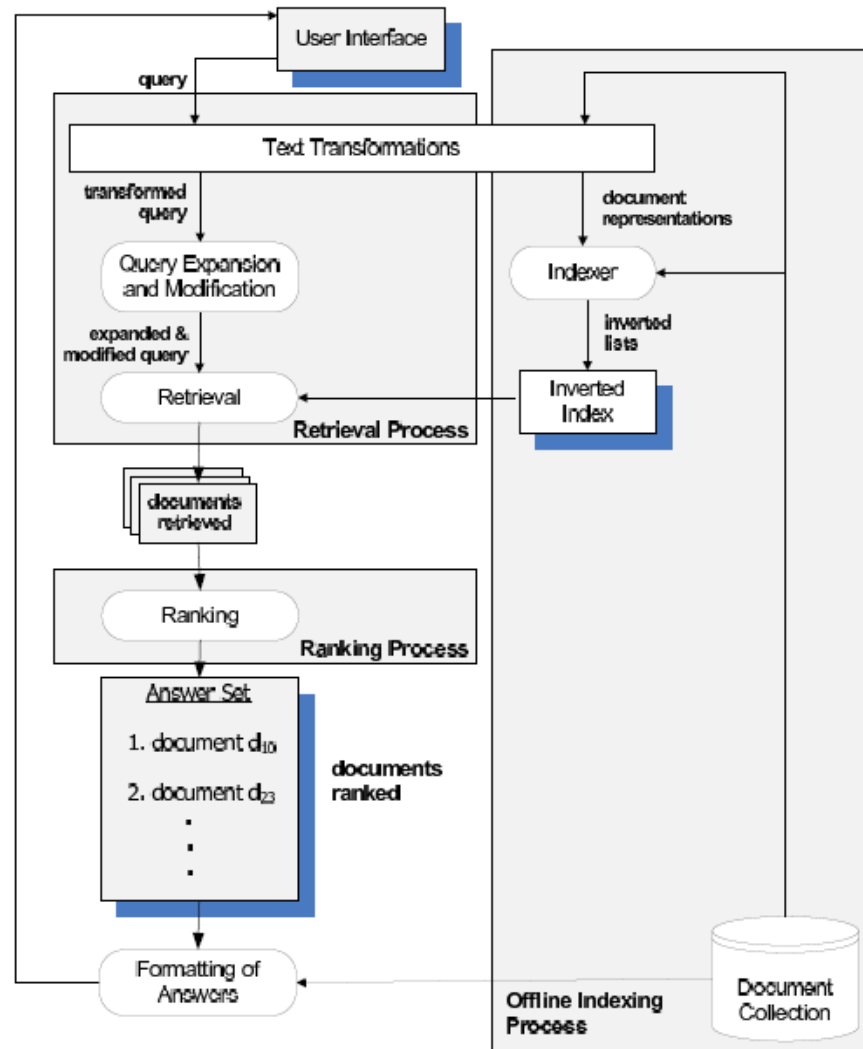 User Interface
query
Text Transformations
transformed
query
document
representations
Query Expansion
and Modification
Indexer
expanded &
modified query
inverted
lists
Retrieval
Inverted
Index
Retrieval Process
documents
retrieved
Ranking
Ranking Process
Answer Set
1. document d10
2. document d23
.
.
.
documents
ranked
Formatting of
Answers
Offline Indexing
Process
Document
Collection